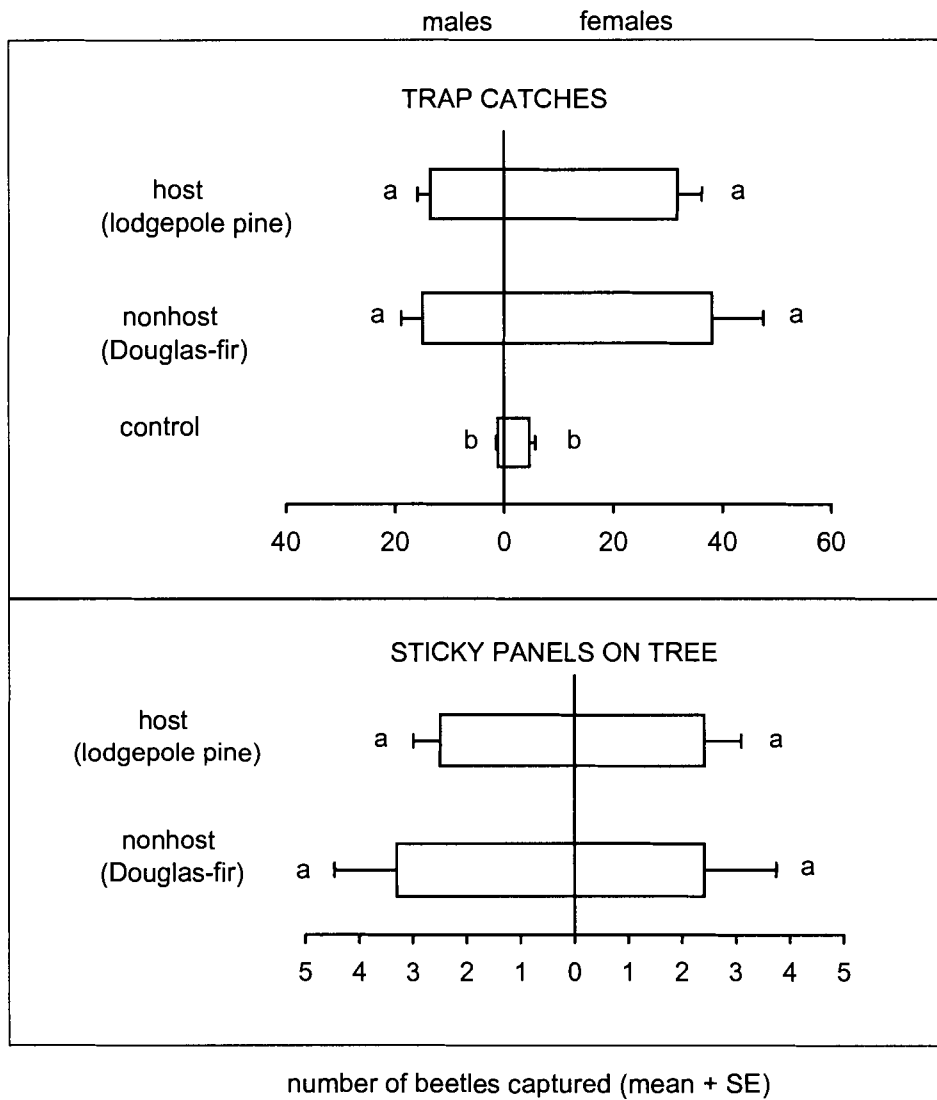 males females
TRAP CATCHES
a a
host
(lodgepole pine)
a a
nonhost
(Douglas-fir)
control
b b
40 20 0 20 40 60
STICKY PANELS ON TREE
host
(lodgepole pine)
a a
nonhost
(Douglas-fir)
a a
5 4 3 2 1 0 1 2 3 4 5
number of beetles captured (mean + SE)